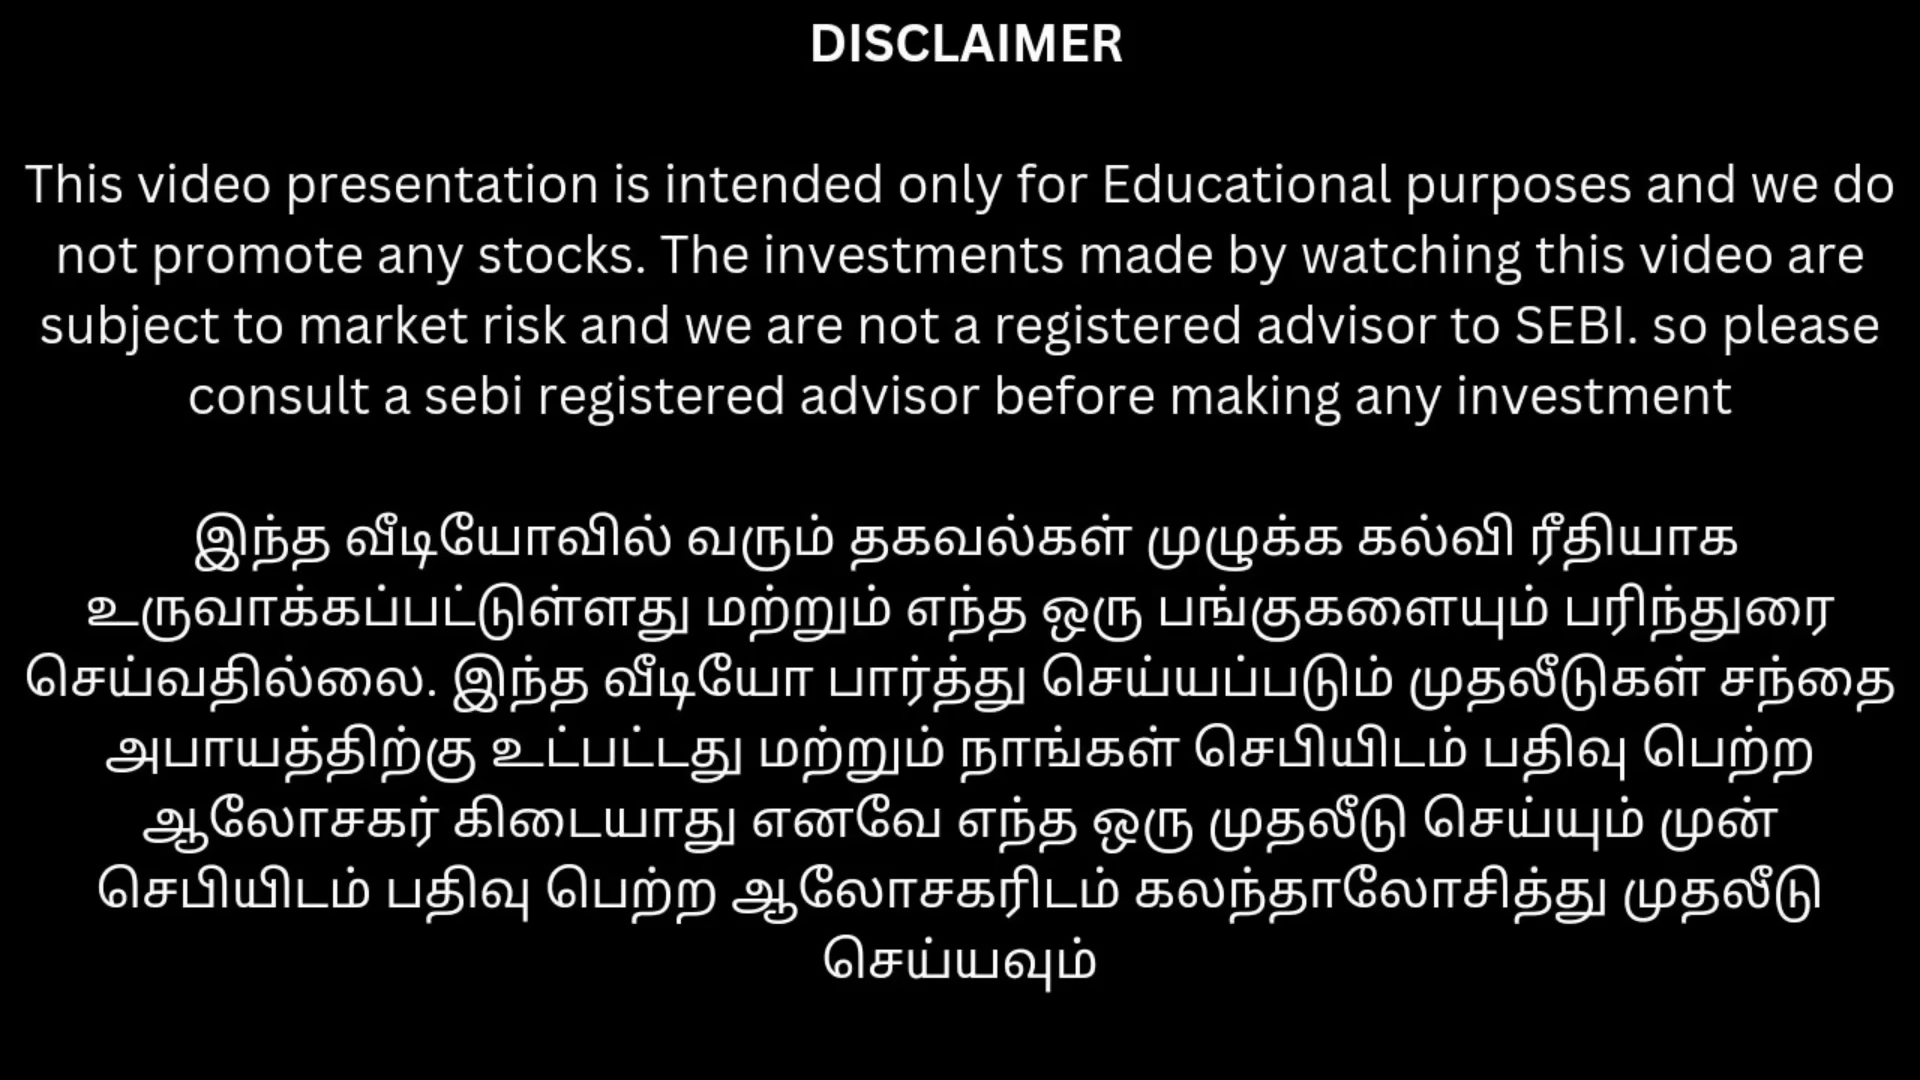 DISCLAIMER
This video presentation is intended only for Educational purposes and we do
not promote any stocks. The investments made by watching this video are
subject to market risk and we are not a registered advisor to SEBI. so please
consult a sebi registered advisor before making any investment
இந்த வீடியோவில் வரும் தகவல்கள் முழுக்க கல்வி ரீதியாக
உருவாக்கப்பட்டுள்ளது மற்றும் எந்த ஒரு பங்குகளையும் பரிந்துரை
செய்வதில்லை. இந்த வீடியோ பார்த்து செய்யப்படும் முதலீடுகள் சந்தை
அபாயத்திற்கு உட்பட்டது மற்றும் நாங்கள் செபியிடம் பதிவு பெற்ற
ஆலோசகர் கிடையாது எனவே எந்த ஒரு முதலீடு செய்யும் முன்
செபியிடம் பதிவு பெற்ற ஆலோசகரிடம் கலந்தாலோசித்து முதலீடு
செய்யவும்